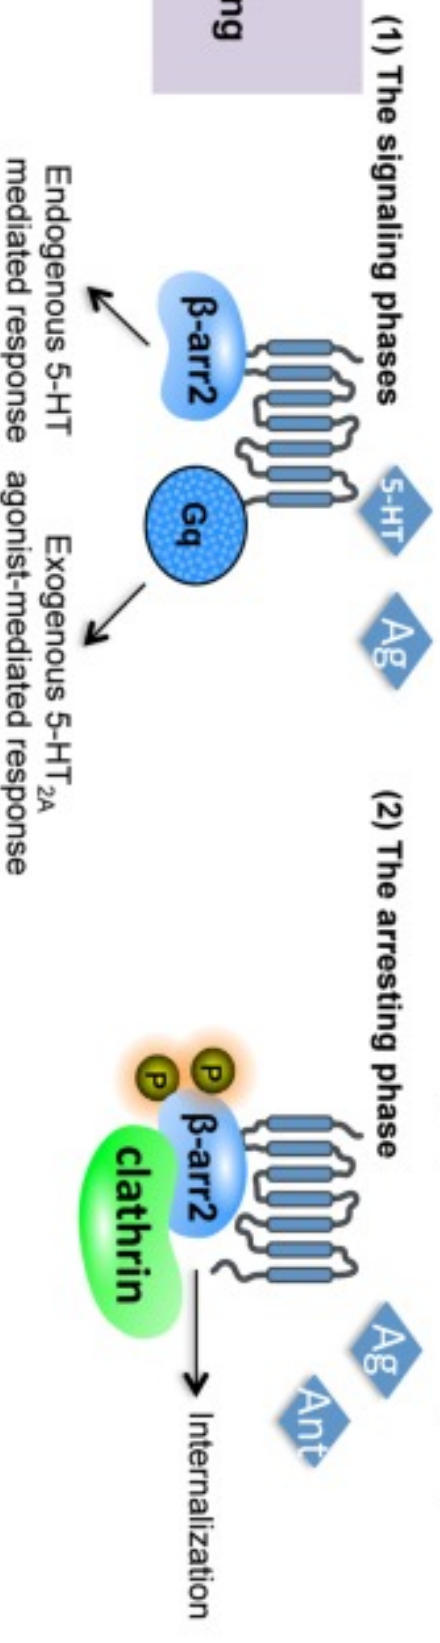 ng
(1) The signaling phases
5-HT
Ag
β-arr2
Gq
Endogenous 5-HT
mediated response
Exogenous 5-HT2A
agonist-mediated response
(2) The arresting phase
Ag
Ant
P
P
β-arr2
clathrin
Internalization